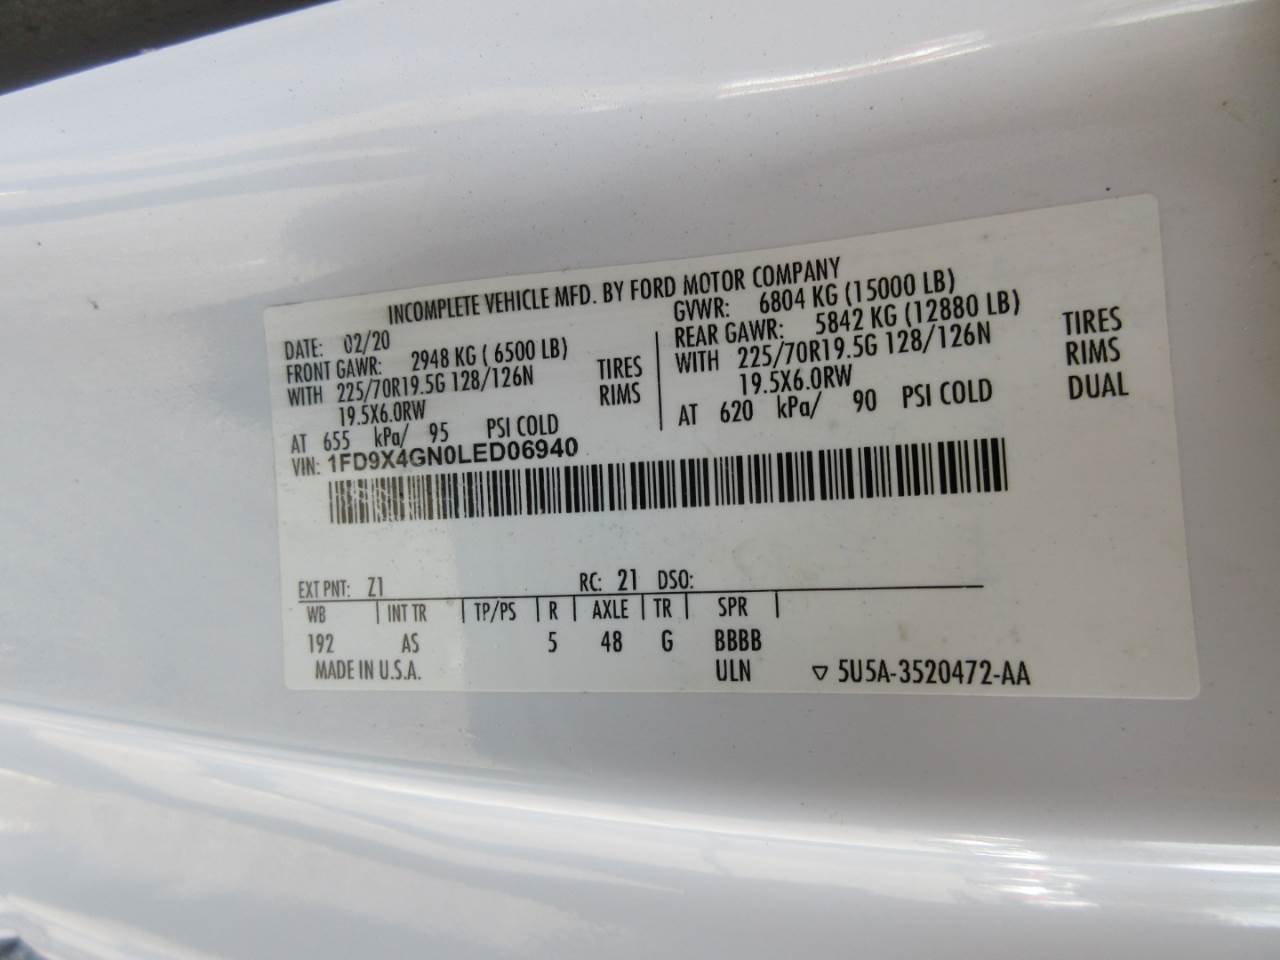 INCOMPLETE VEHICLE MFD. BY FORD MOTOR COMPANY
DATE: 02/20
FRONT GAWR: 2948 KG ( 6500 LB)
WITH 225/70R19.5G 128/126N TIRES
19.5X6.0RW RIMS
AT 655 kPa/ 95 PSI COLD
GVWR: 6804 KG (15000 LB)
REAR GAWR: 5842 KG (12880 LB)
WITH 225/70R19.5G 128/126N TIRES
19.5X6.0RW RIMS
AT 620 kPa/ 90 PSI COLD DUAL
VIN: 1FD9X4GN0LED06940
EXT PNT: Z1 RC: 21 DSO:
WB INT TR TP/PS R AXLE TR SPR
192 AS 5 48 G BBBB
MADE IN U.S.A. ULN ▽ 5U5A-3520472-AA